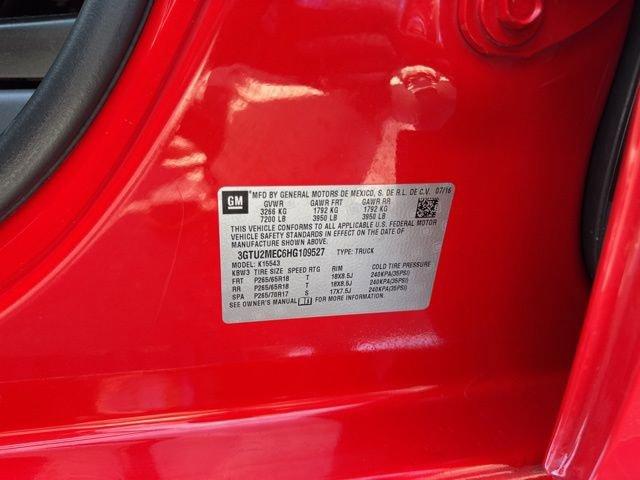 GM
MFD BY GENERAL MOTORS DE MEXICO, S. DE R.L. DE C.V. 07/16
GVWR GAWR FRT GAWR RR
3266 KG 1792 KG 1792 KG
7200 LB 3950 LB 3950 LB
THIS VEHICLE CONFORMS TO ALL APPLICABLE U.S. FEDERAL MOTOR
VEHICLE SAFETY STANDARDS IN EFFECT ON THE DATE OF
MANUFACTURE SHOWN ABOVE.
3GTU2MEC6HG109527 TYPE: TRUCK
MODEL: K15543
K8W3 TIRE SIZE SPEED RTG RIM COLD TIRE PRESSURE
FRT P265/65R18 T 18X8.5J 240KPA(35PSI)
RR P265/65R18 T 18X8.5J 240KPA(35PSI)
SPA P265/70R17 S 17X7.5J 240KPA(35PSI)
SEE OWNER'S MANUAL FOR MORE INFORMATION.